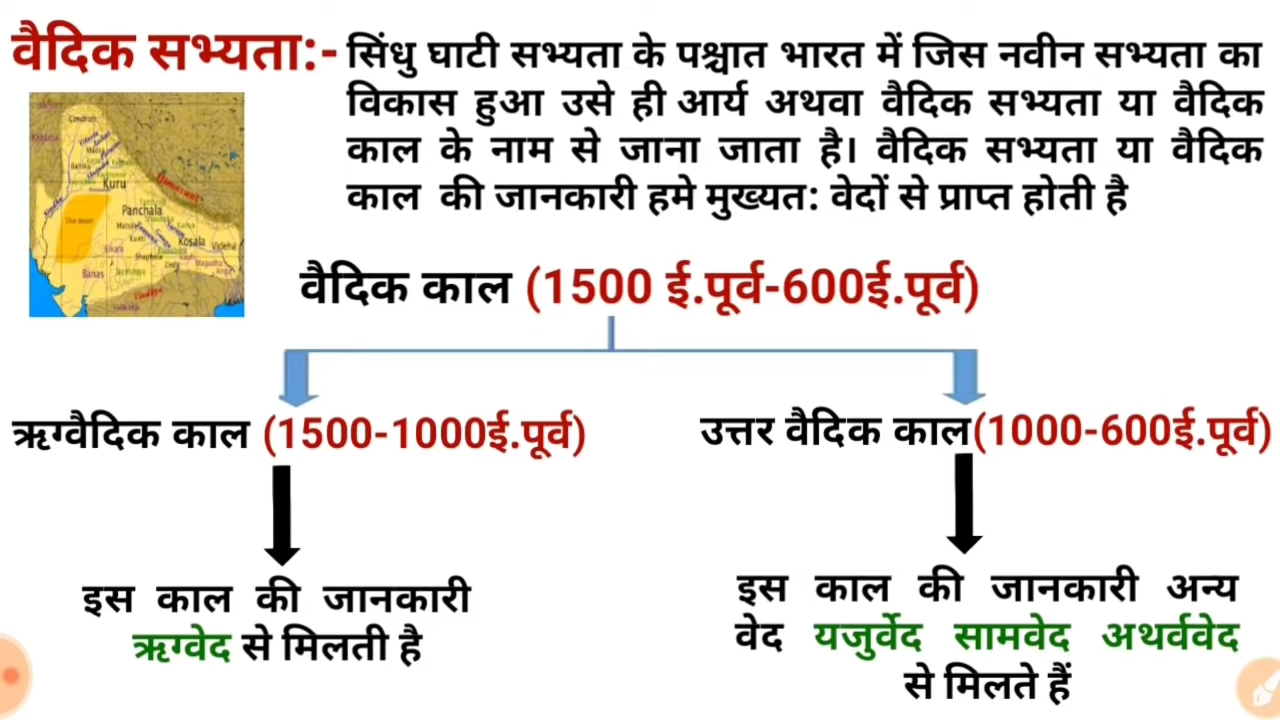 वैदिक सभ्यता:- सिंधु घाटी सभ्यता के पश्चात भारत में जिस नवीन सभ्यता का
विकास हुआ उसे ही आर्य अथवा वैदिक सभ्यता या वैदिक
काल के नाम से जाना जाता है। वैदिक सभ्यता या वैदिक
काल की जानकारी हमे मुख्यत: वेदों से प्राप्त होती है
Kuru
Panchala
Kosala
Videha
Banas
वैदिक काल (1500 ई.पूर्व-600ई.पूर्व)
ऋग्वैदिक काल (1500-1000ई.पूर्व)
उत्तर वैदिक काल(1000-600ई.पूर्व)
इस काल की जानकारी
ऋग्वेद से मिलती है
इस काल की जानकारी अन्य
वेद यजुर्वेद सामवेद अथर्ववेद
से मिलते हैं